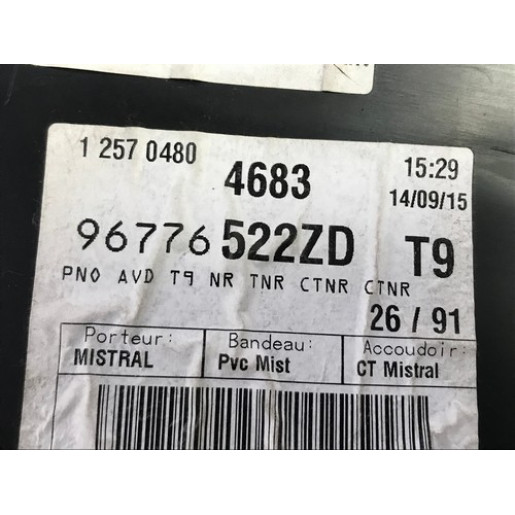 1 257 0480 4683 15:29
14/09/15
96776 522ZD T9
PNO AVD T9 NR TNR CTNR CTNR
26 / 91
Porteur: Bandeau: Accoudoir:
MISTRAL Pvc Mist CT Mistral